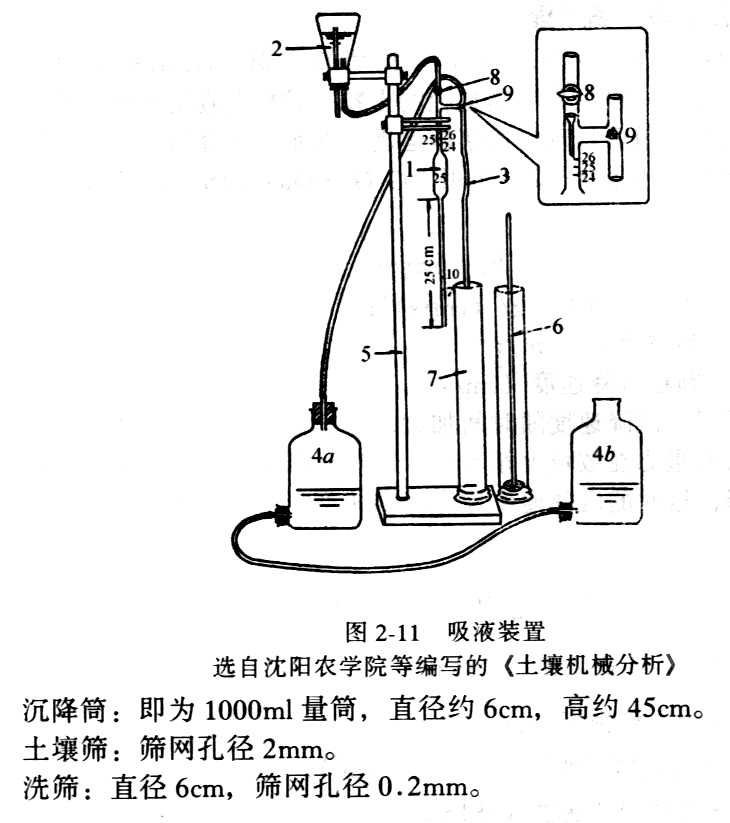 2
8
9
8
9
26
25
24
25
26
24
1
25
3
25 cm
10
6
5
7
4a
4b
图 2-11 吸液装置
选自沈阳农学院等编写的《土壤机械分析》
沉降筒：即为 1000ml 量筒，直径约 6cm，高约 45cm。
土壤筛：筛网孔径 2mm。
洗筛：直径 6cm，筛网孔径 0.2mm。